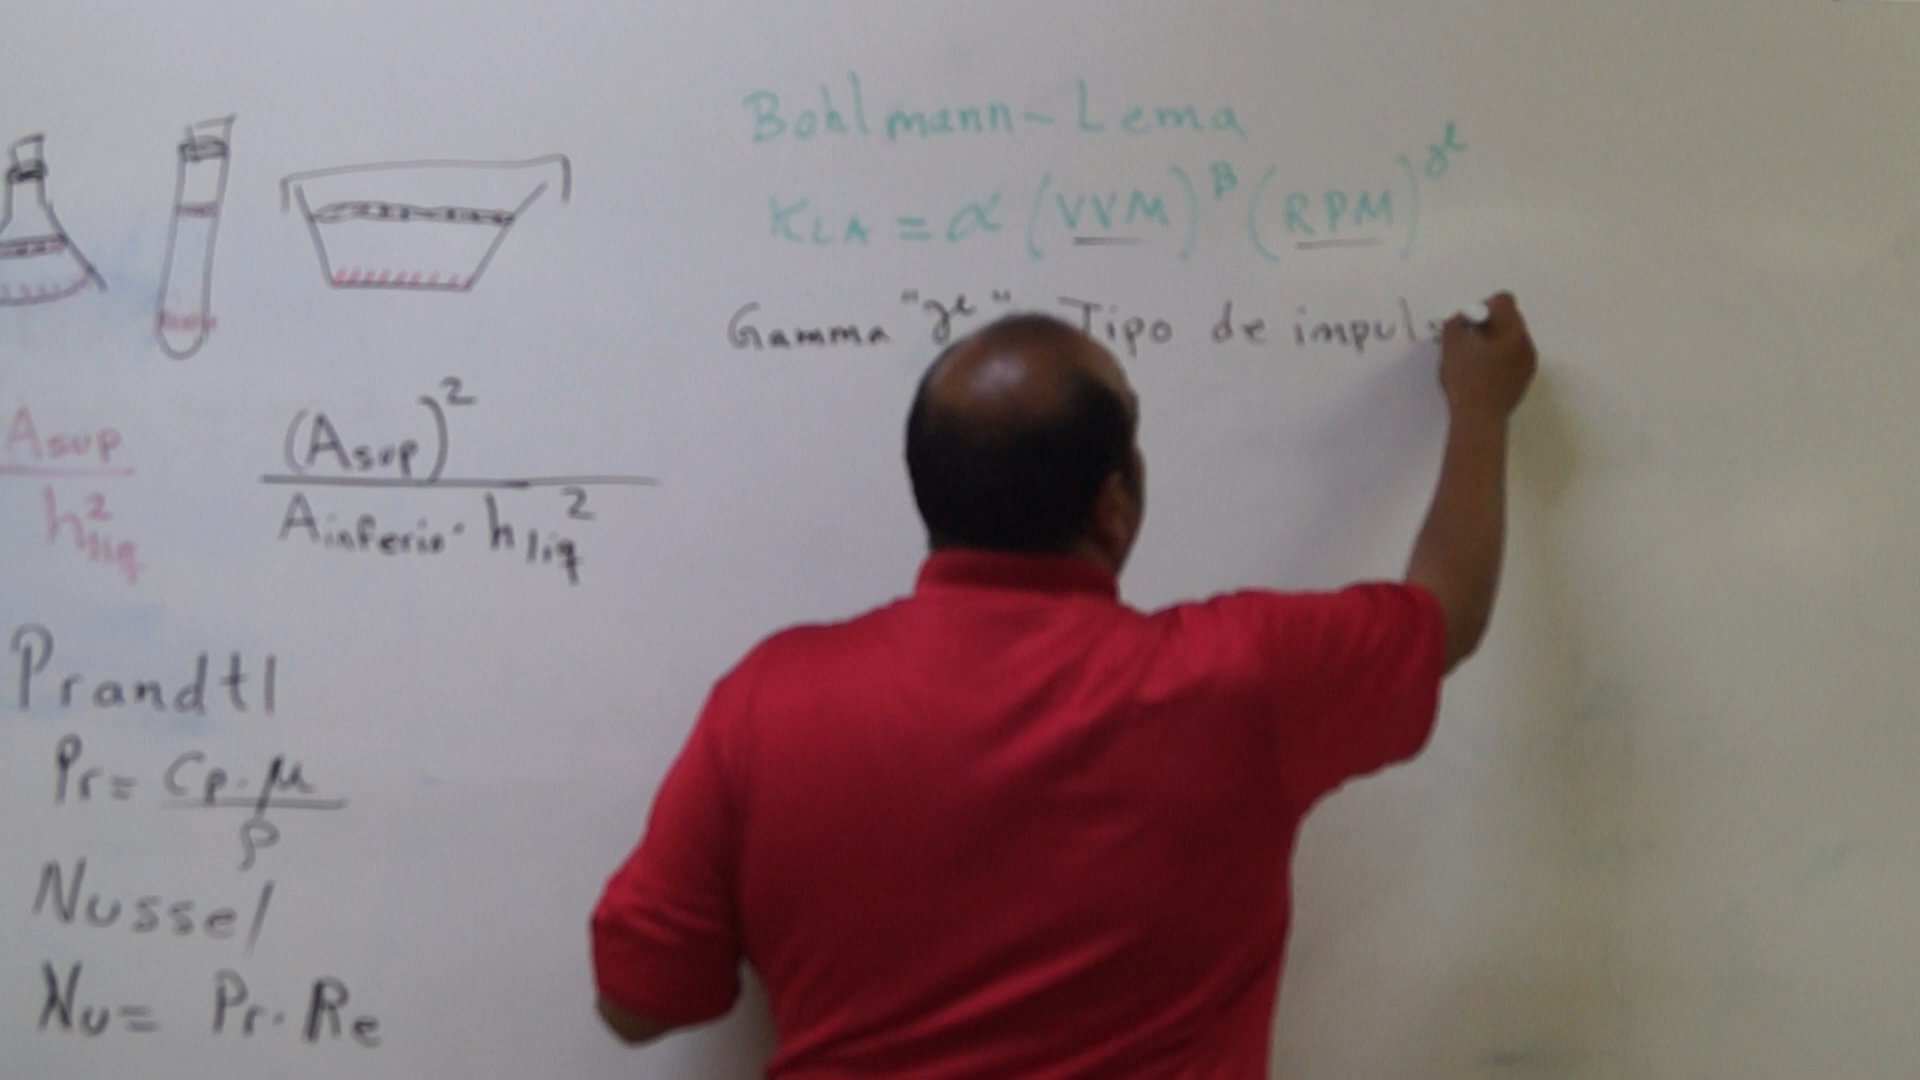 Bohlmann-Lema
KLA = α (VVM)^β (RPM)^γ
Gamma "γ" Tipo de impuls
Asup
h²liq
(Asup)²
Ainferio · hliq²
Prandtl
Pr = Cp·μ
ρ
Nussel
Nu = Pr·Re